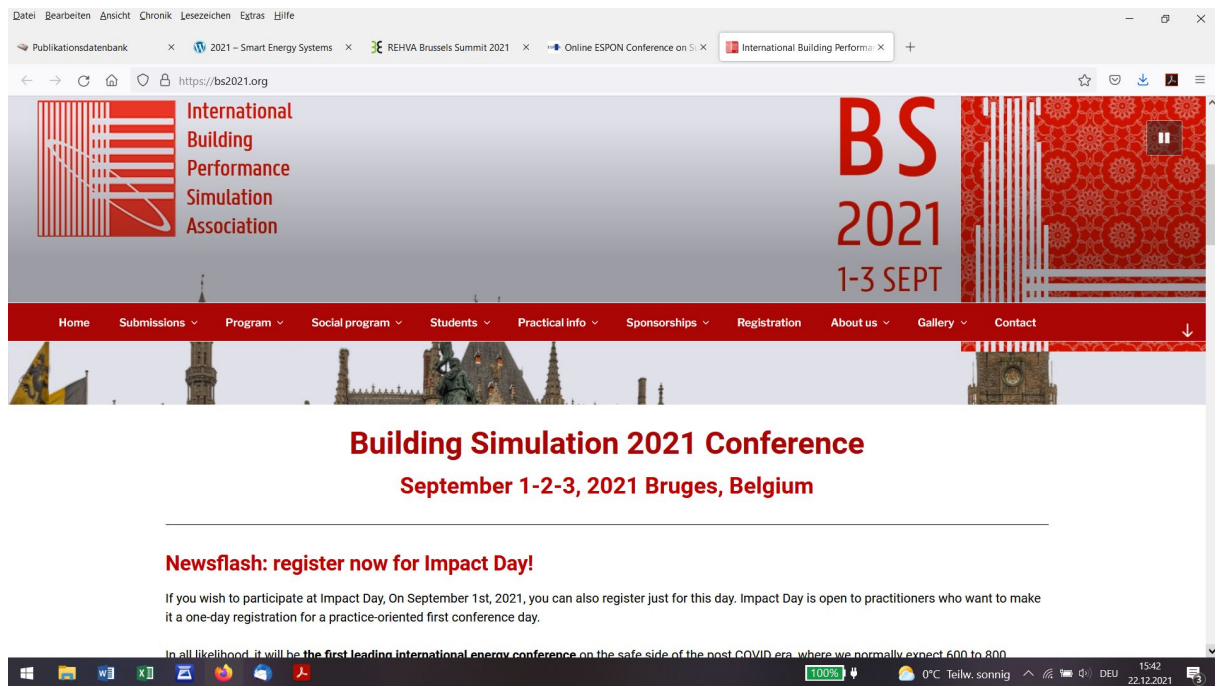 Datei Bearbeiten Ansicht Chronik Lesezeichen Extras Hilfe
Publikationsdatenbank
2021 – Smart Energy Systems
REHVA Brussels Summit 2021
Online ESPON Conference on
International Building Performa
https://bs2021.org
International
Building
Performance
Simulation
Association
BS
2021
1-3 SEPT
Home Submissions Program Social program Students Practical info Sponsorships Registration About us Gallery Contact
Building Simulation 2021 Conference
September 1-2-3, 2021 Bruges, Belgium
Newsflash: register now for Impact Day!
If you wish to participate at Impact Day, On September 1st, 2021, you can also register just for this day. Impact Day is open to practitioners who want to make
it a one-day registration for a practice-oriented first conference day.
In all likelihood, it will be the first leading international energy conference on the safe side of the post COVID era, where we normally expect 600 to 800
100%
0°C Teilw. sonnig
DEU
15:42
22.12.2021
3